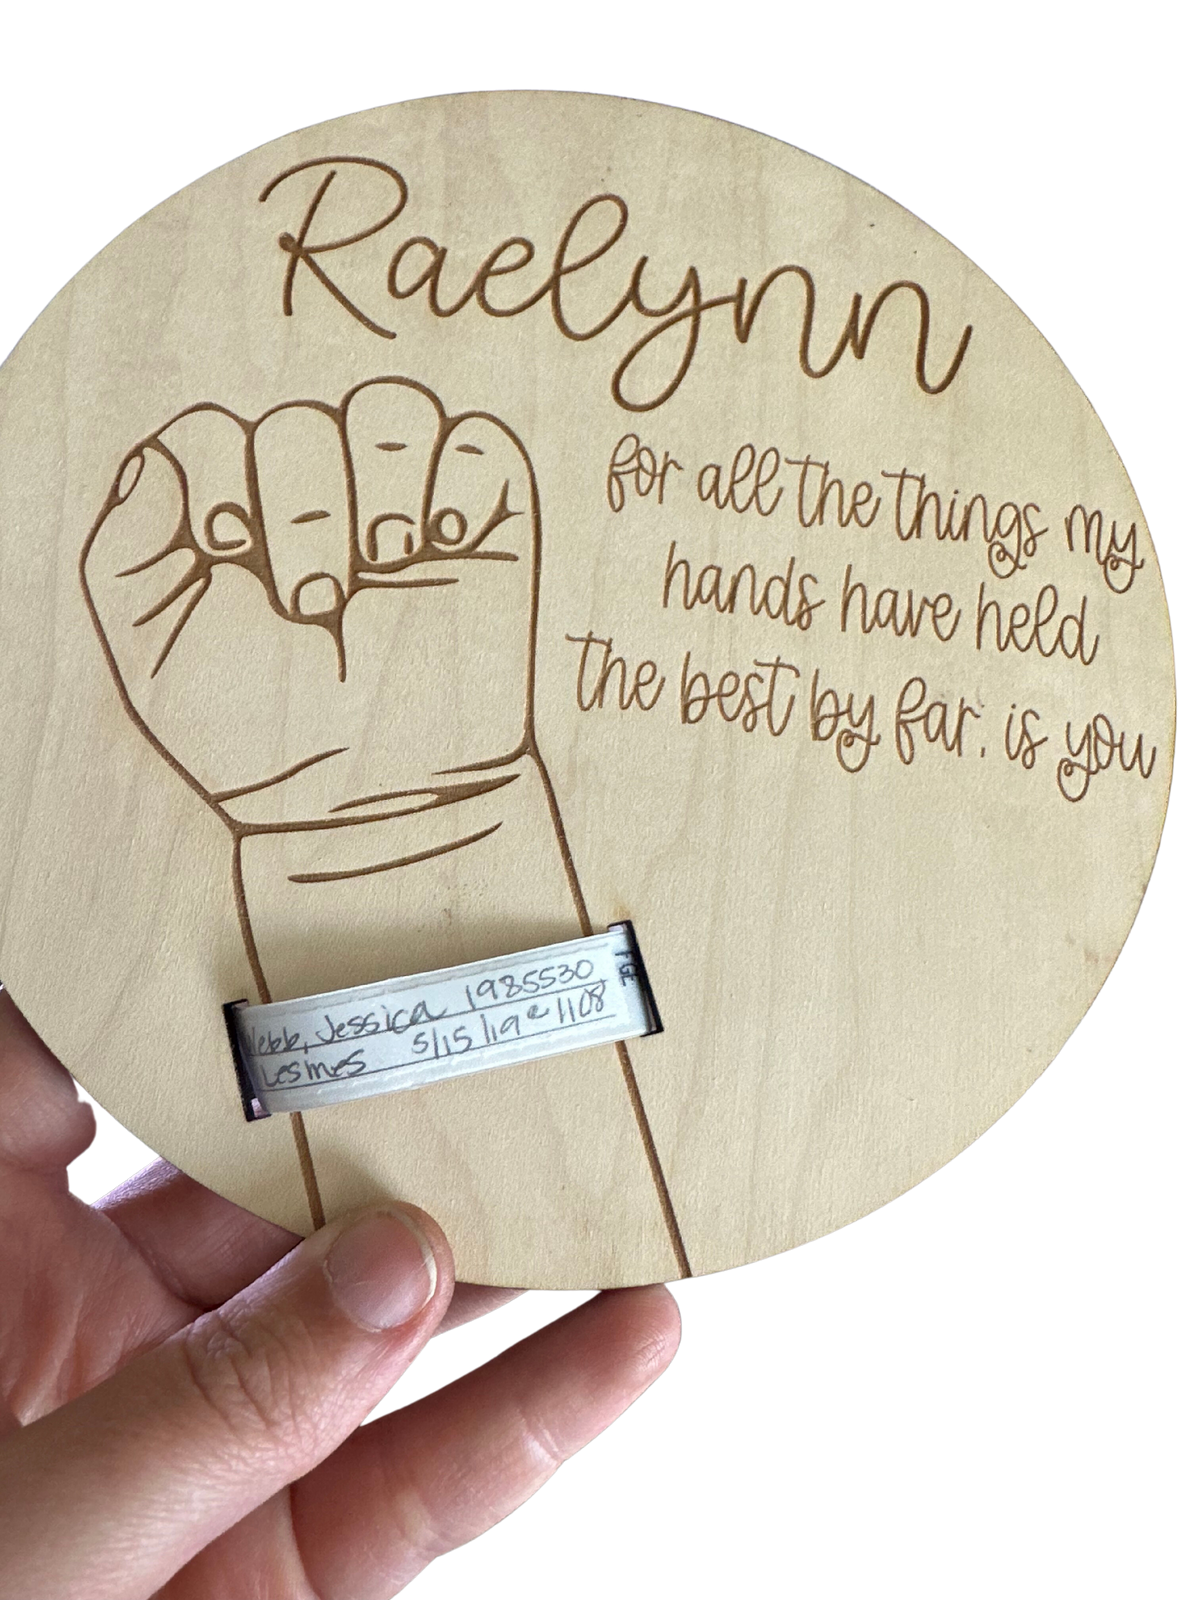 Raelynn
for all the things my
hands have held
the best by far, is you
Webb, Jessica 1985530
Lesmes 5/15/19 @ 1108